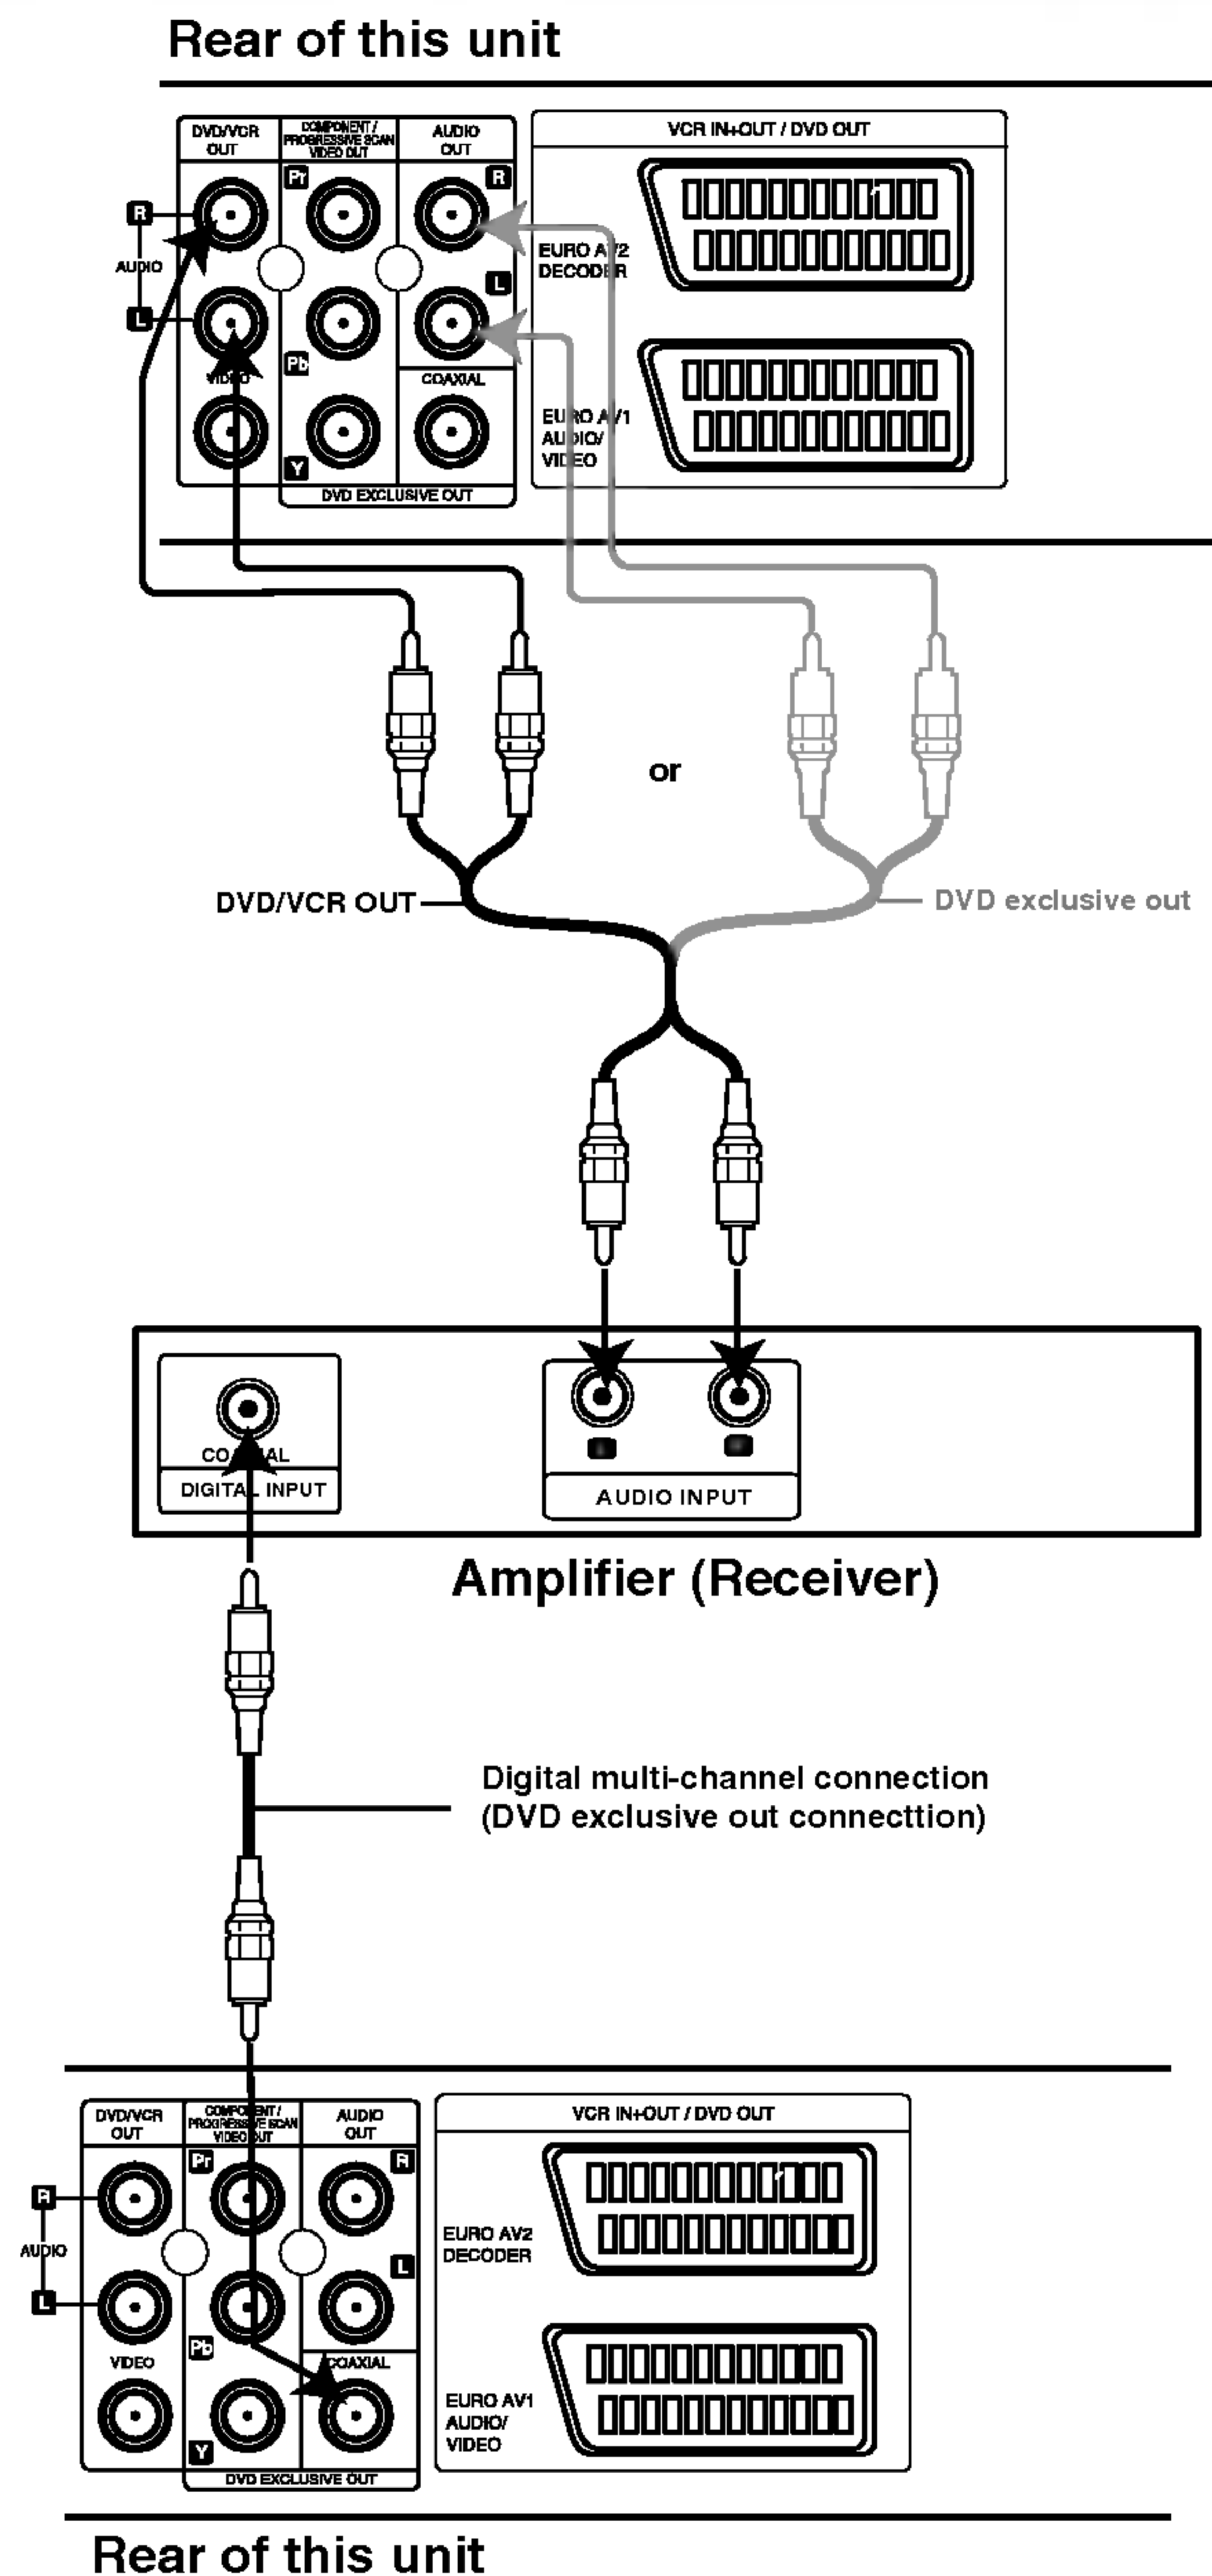 Rear of this unit
DVD/VCR
OUT
COMPONENT /
PROGRESSIVE SCAN
VIDEO OUT
AUDIO
OUT
VCR IN+OUT / DVD OUT
Pr
R
R
AUDIO
L
L
EURO AV2
DECODER
VIDEO
Pb
COAXIAL
EURO AV1
AUDIO/
VIDEO
Y
DVD EXCLUSIVE OUT
or
DVD/VCR OUT
DVD exclusive out
COAXIAL
DIGITAL INPUT
AUDIO INPUT
Amplifier (Receiver)
Digital multi-channel connection
(DVD exclusive out connecttion)
DVD/VCR
OUT
COMPONENT /
PROGRESSIVE SCAN
VIDEO OUT
AUDIO
OUT
VCR IN+OUT / DVD OUT
Pr
R
R
AUDIO
L
L
EURO AV2
DECODER
Pb
VIDEO
COAXIAL
EURO AV1
AUDIO/
VIDEO
Y
DVD EXCLUSIVE OUT
Rear of this unit